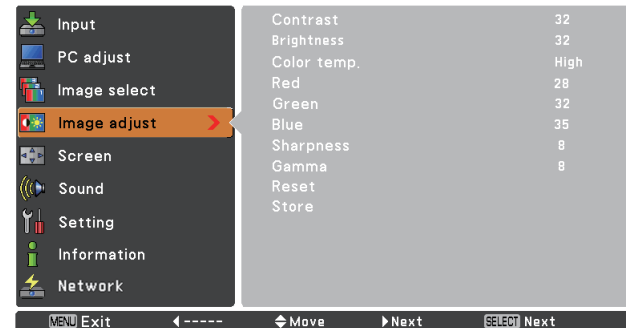 Input
PC adjust
Image select
Image adjust
Screen
Sound
Setting
Information
Network
Contrast 32
Brightness 32
Color temp. High
Red 28
Green 32
Blue 35
Sharpness 8
Gamma 8
Reset
Store
MENU Exit ----- Move Next SELECT Next